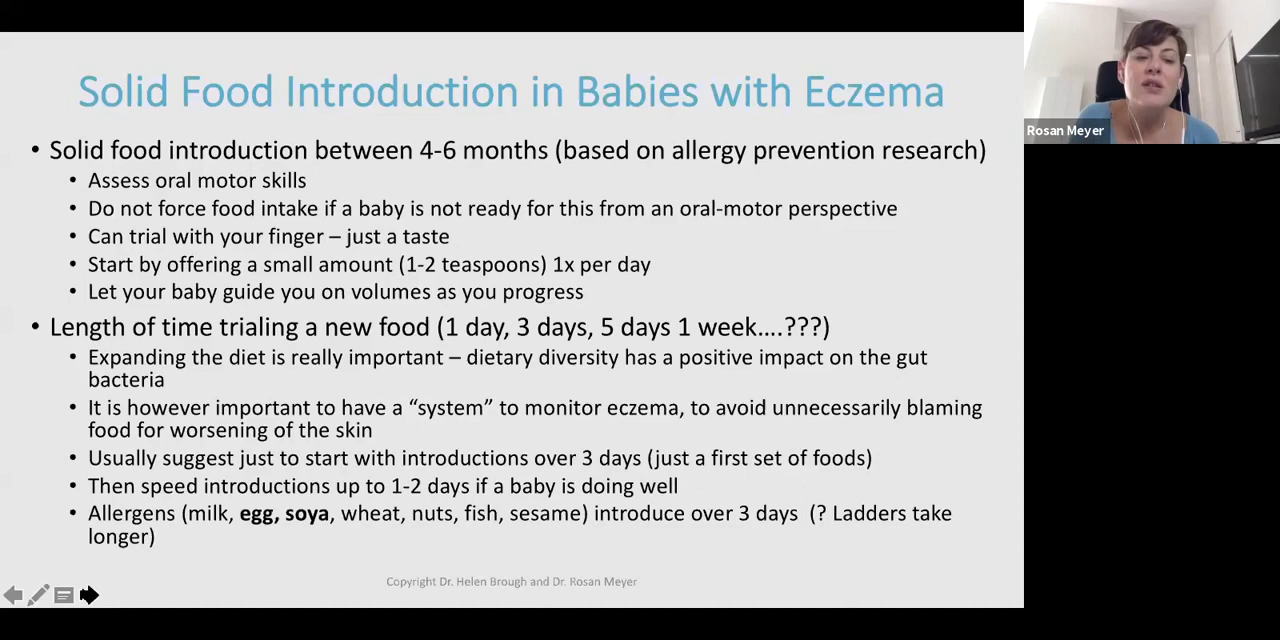 Solid Food Introduction in Babies with Eczema
• Solid food introduction between 4-6 months (based on allergy prevention research)
• Assess oral motor skills
• Do not force food intake if a baby is not ready for this from an oral-motor perspective
• Can trial with your finger – just a taste
• Start by offering a small amount (1-2 teaspoons) 1x per day
• Let your baby guide you on volumes as you progress
• Length of time trialing a new food (1 day, 3 days, 5 days 1 week....???)
• Expanding the diet is really important – dietary diversity has a positive impact on the gut
bacteria
• It is however important to have a “system” to monitor eczema, to avoid unnecessarily blaming
food for worsening of the skin
• Usually suggest just to start with introductions over 3 days (just a first set of foods)
• Then speed introductions up to 1-2 days if a baby is doing well
• Allergens (milk, egg, soya, wheat, nuts, fish, sesame) introduce over 3 days  (? Ladders take
longer)
Copyright Dr. Helen Brough and Dr. Rosan Meyer
Rosan Meyer